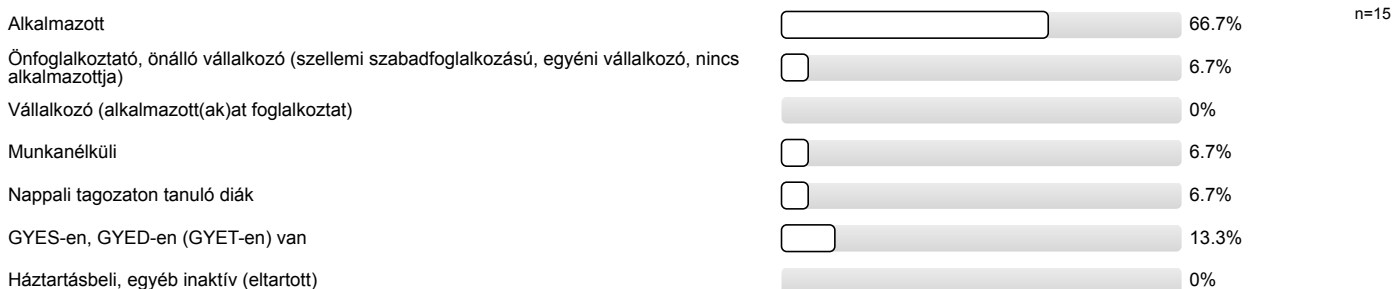 Alkalmazott 66.7% n=15
Önfoglalkoztató, önálló vállalkozó (szellemi szabadfoglalkozású, egyéni vállalkozó, nincs
alkalmazottja) 6.7%
Vállalkozó (alkalmazott(ak)at foglalkoztat) 0%
Munkanélküli 6.7%
Nappali tagozaton tanuló diák 6.7%
GYES-en, GYED-en (GYET-en) van 13.3%
Háztartásbeli, egyéb inaktív (eltartott) 0%